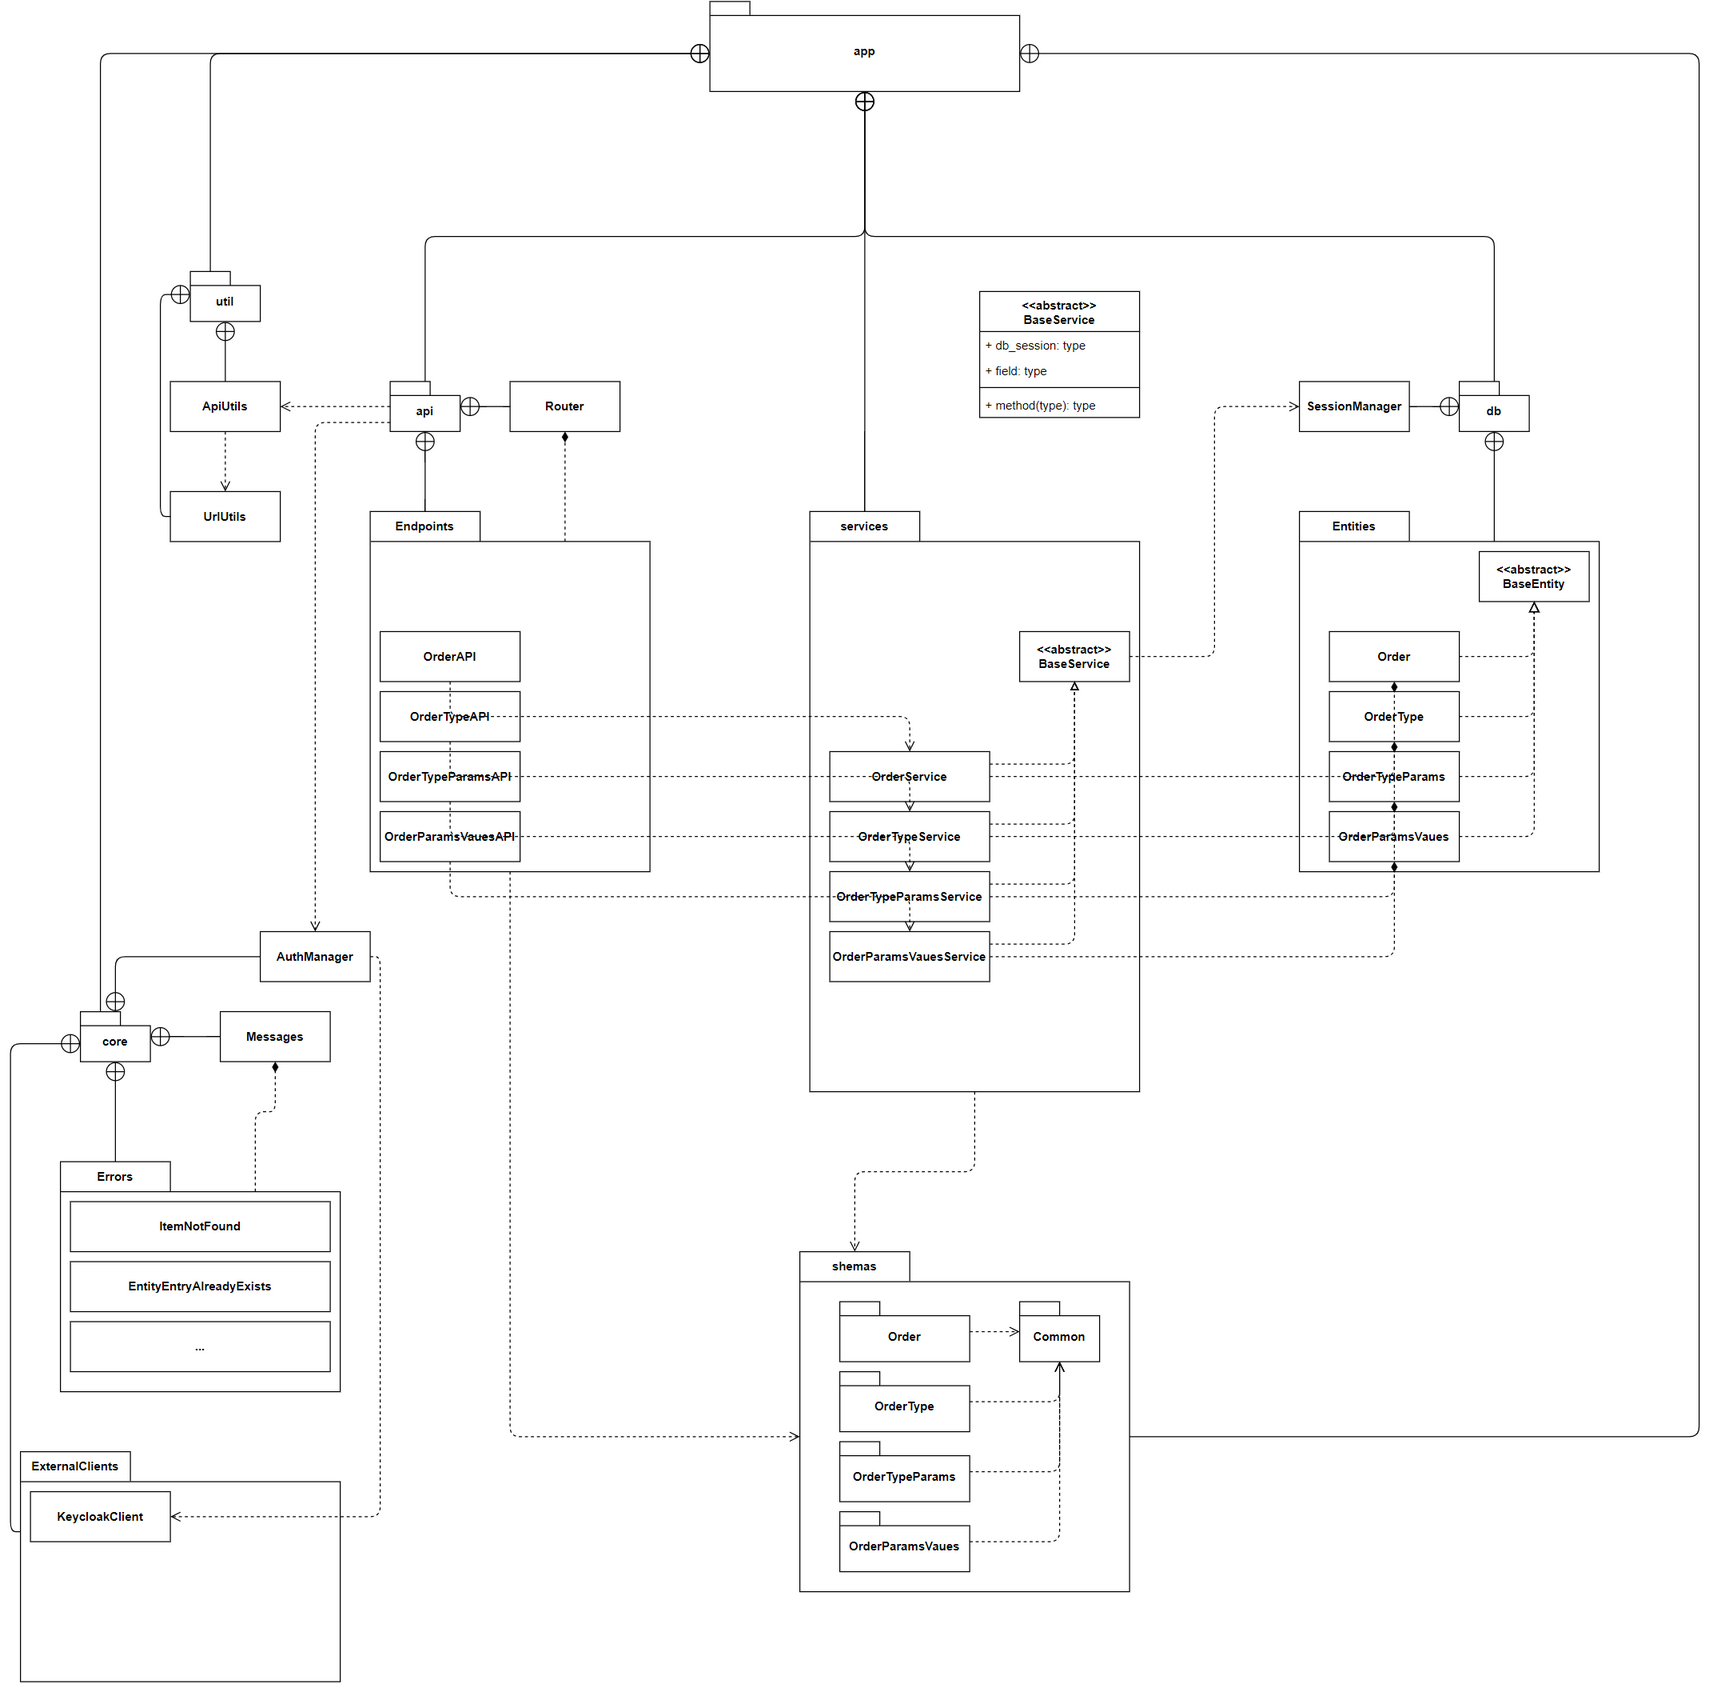 app
util
<<abstract>>
BaseService
+ db_session: type
+ field: type
+ method(type): type
ApiUtils
api
Router
SessionManager
db
UrlUtils
Endpoints
services
Entities
<<abstract>>
BaseEntity
OrderAPI
<<abstract>>
BaseService
Order
OrderTypeAPI
OrderType
OrderTypeParamsAPI
OrderService
OrderTypeParams
OrderParamsVauesAPI
OrderTypeService
OrderParamsVaues
OrderTypeParamsService
AuthManager
OrderParamsVauesService
core
Messages
Errors
ItemNotFound
shemas
EntityEntryAlreadyExists
Order
Common
...
OrderType
ExternalClients
OrderTypeParams
KeycloakClient
OrderParamsVaues